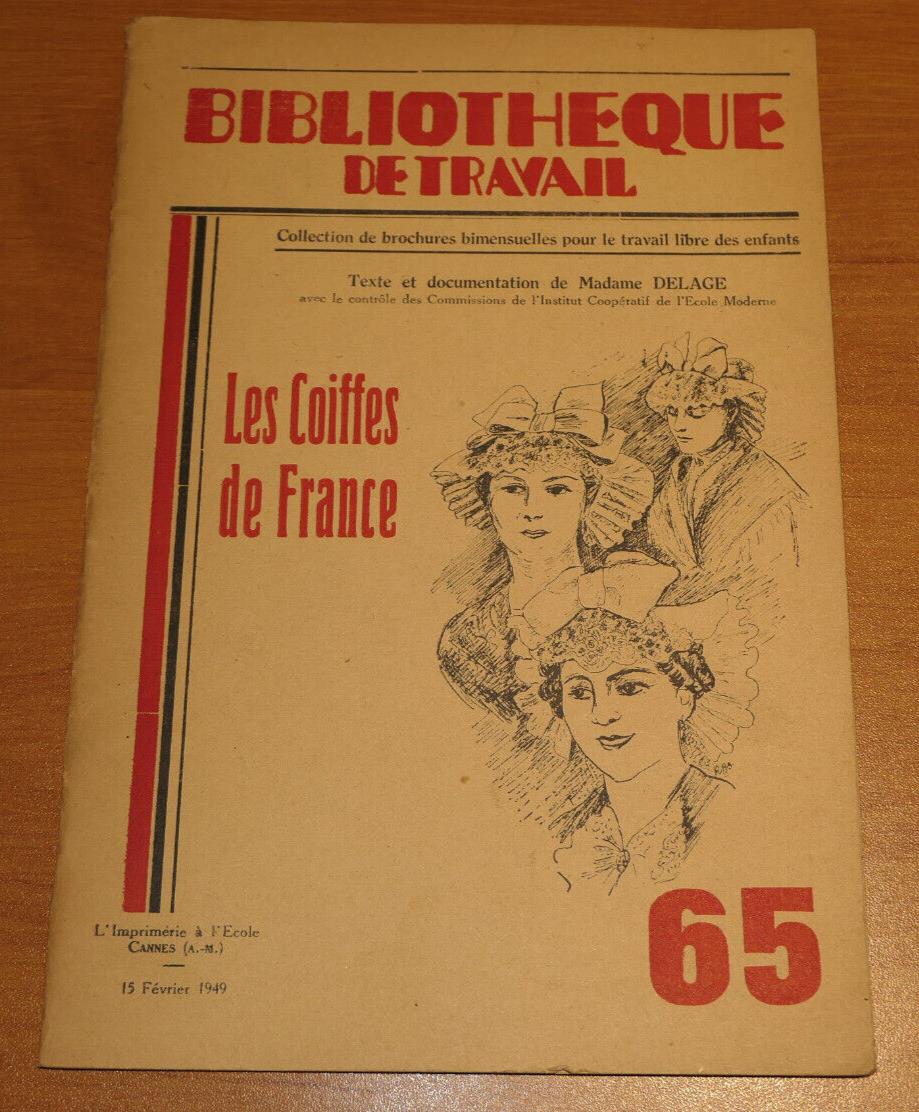 BIBLIOTHEQUE
DE TRAVAIL
Collection de brochures bimensuelles pour le travail libre des enfants
Texte et documentation de Madame DELAGE
avec le contrôle des Commissions de l'Institut Coopératif de l'Ecole Moderne
Les Coiffes
de France
L'Imprimérie à l'Ecole
CANNES (A.-M.)
15 Février 1949
65